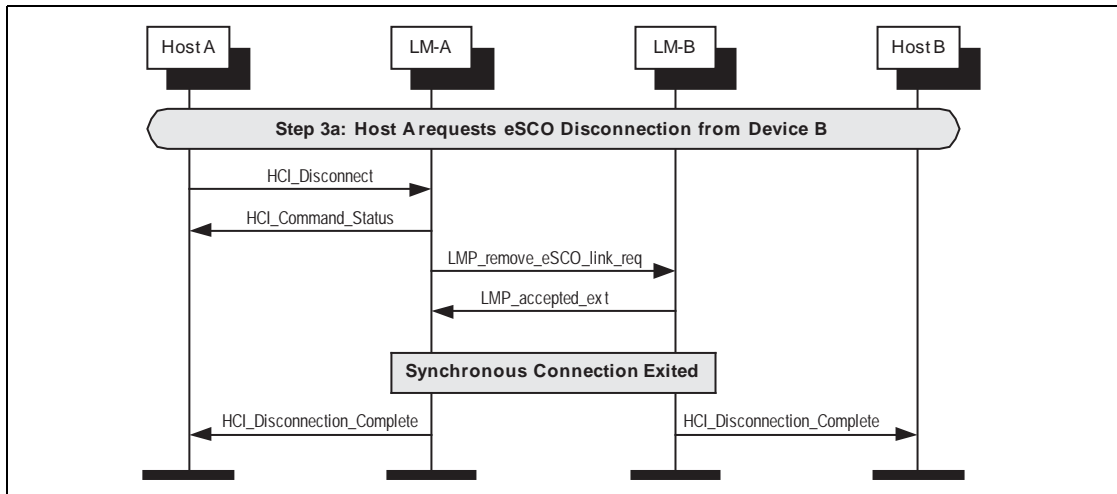 Host A
LM-A
LM-B
Host B
Step 3a: Host A requests eSCO Disconnection from Device B
HCI_Disconnect
HCI_Command_Status
LMP_remove_eSCO_link_req
LMP_accepted_ext
Synchronous Connection Exited
HCI_Disconnection_Complete
HCI_Disconnection_Complete